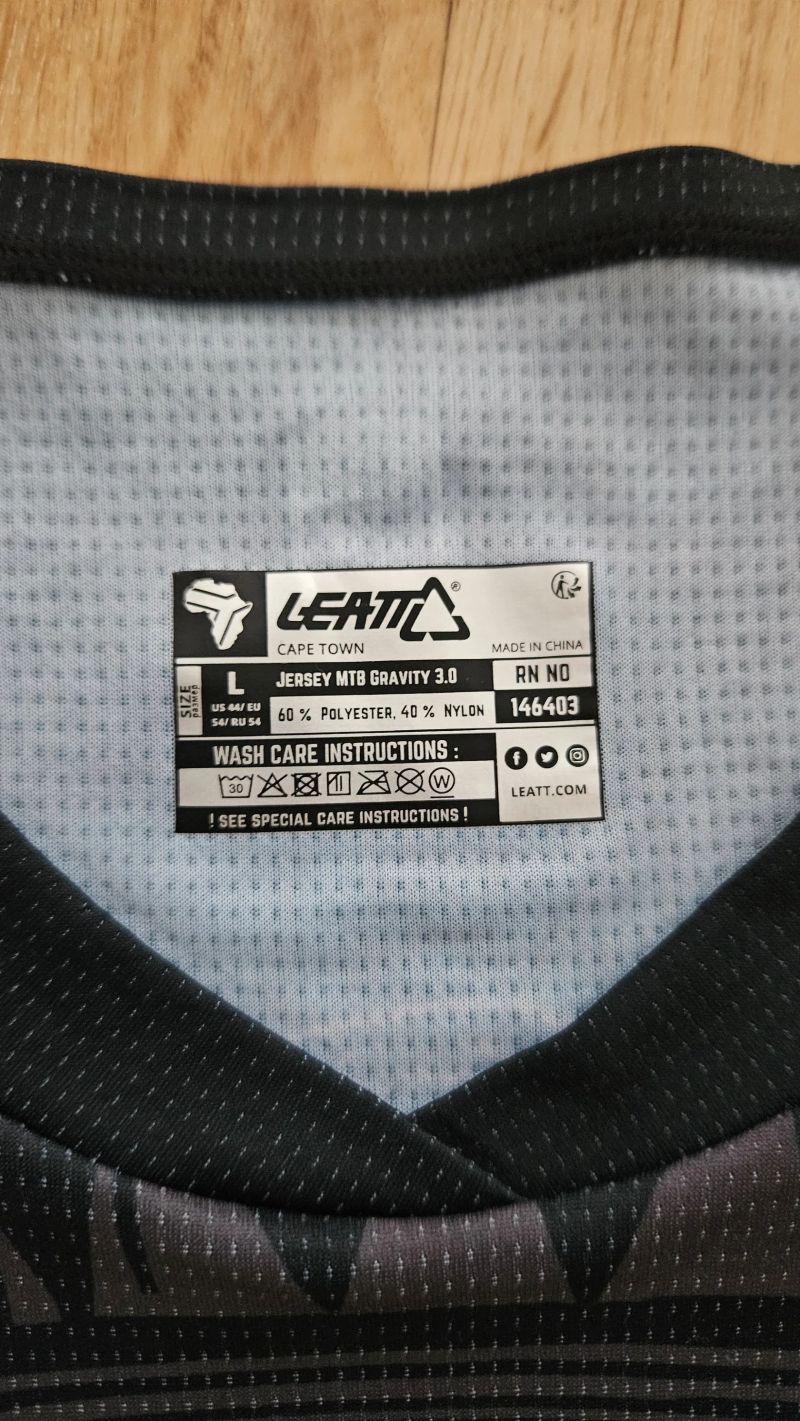 LEATT
CAPE TOWN
MADE IN CHINA
SIZE
размер
L
US 44/ EU
54/ RU 54
JERSEY MTB GRAVITY 3.0
60 % POLYESTER, 40 % NYLON
RN NO
146403
WASH CARE INSTRUCTIONS :
30
W
! SEE SPECIAL CARE INSTRUCTIONS !
LEATT.COM